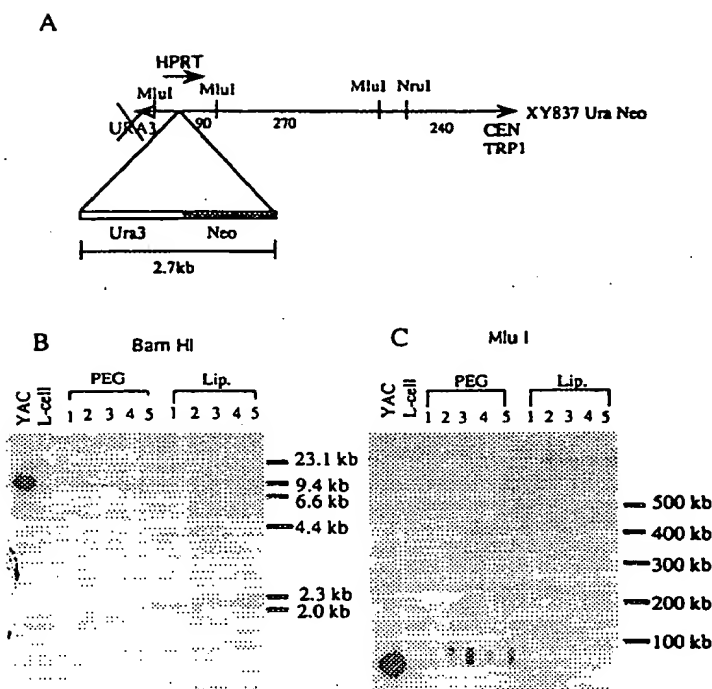 A
HPRT
MluI MluI MluI NruI
URA3 90 270 240 CEN XY837 Ura Neo
TRP1
Ura3 Neo
2.7kb
B Bam HI
YAC L-cell PEG Lip.
1 2 3 4 5 1 2 3 4 5
23.1 kb
9.4 kb
6.6 kb
4.4 kb
2.3 kb
2.0 kb
C Mlu I
YAC L-cell PEG Lip.
1 2 3 4 5 1 2 3 4 5
500 kb
400 kb
300 kb
200 kb
100 kb